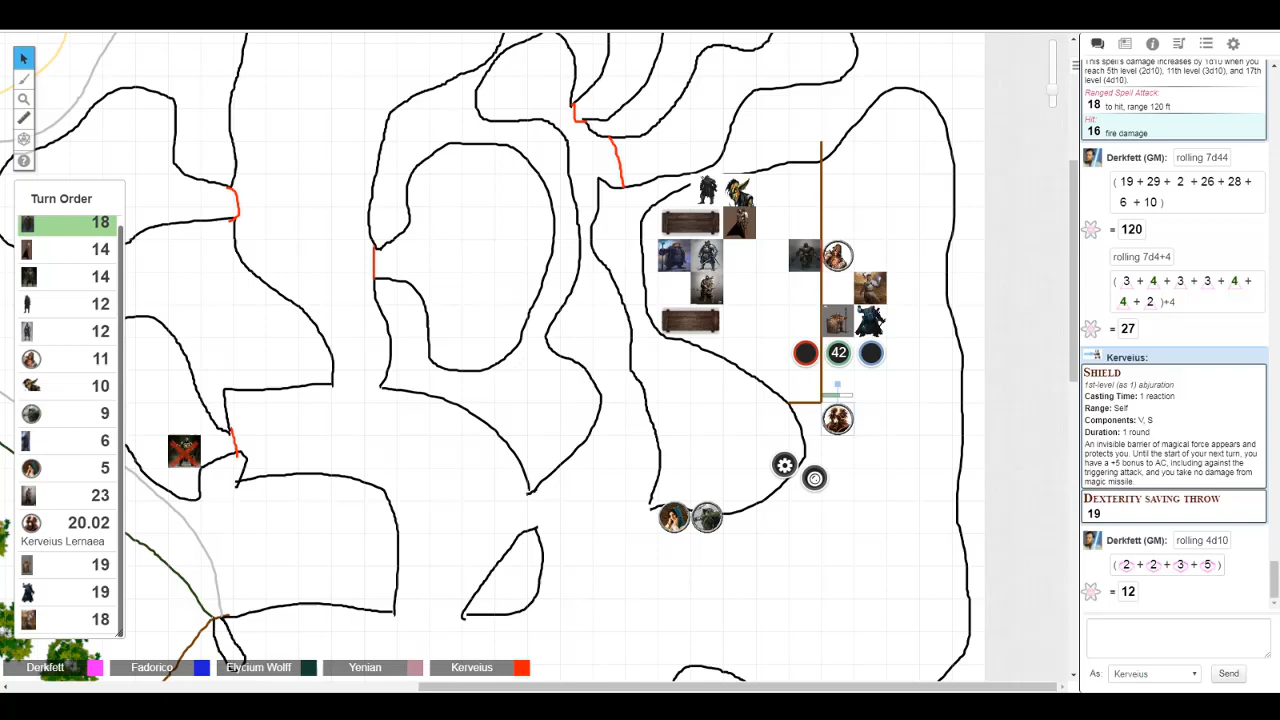 Turn Order
18
14
14
12
12
11
10
9
6
5
23
20.02
Kerveius Lernaea
19
19
18
42
Derkfett
Fadorico
Elycium Wolff
Yenian
Kerveius
This spell's damage increases by 1d10 when you
reach 5th level (2d10), 11th level (3d10), and 17th
level (4d10).
Ranged Spell Attack:
18 to hit, range 120 ft
Hit:
16 fire damage
Derkfett (GM): rolling 7d44
( 19 + 29 + 2 + 26 + 28 +
6 + 10 )
= 120
rolling 7d4+4
( 3 + 4 + 3 + 3 + 4 +
4 + 2 )+4
= 27
Kerveius:
SHIELD
1st-level (as 1) abjuration
Casting Time: 1 reaction
Range: Self
Components: V, S
Duration: 1 round
An invisible barrier of magical force appears and
protects you. Until the start of your next turn, you
have a +5 bonus to AC, including against the
triggering attack, and you take no damage from
magic missile.
DEXTERITY SAVING THROW
19
Derkfett (GM): rolling 4d10
( 2 + 2 + 3 + 5 )
= 12
As: Kerveius Send